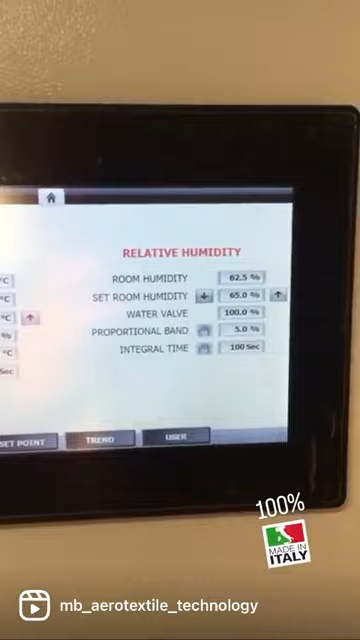 RELATIVE HUMIDITY
°C
ROOM HUMIDITY 62.5 %
°C
SET ROOM HUMIDITY 65.0 %
°C
WATER VALVE 100.0 %
%
PROPORTIONAL BAND 5.0 %
°C
INTEGRAL TIME 100 Sec
Sec
SET POINT TREND USER
100%
MADE IN
ITALY
mb_aerotextile_technology